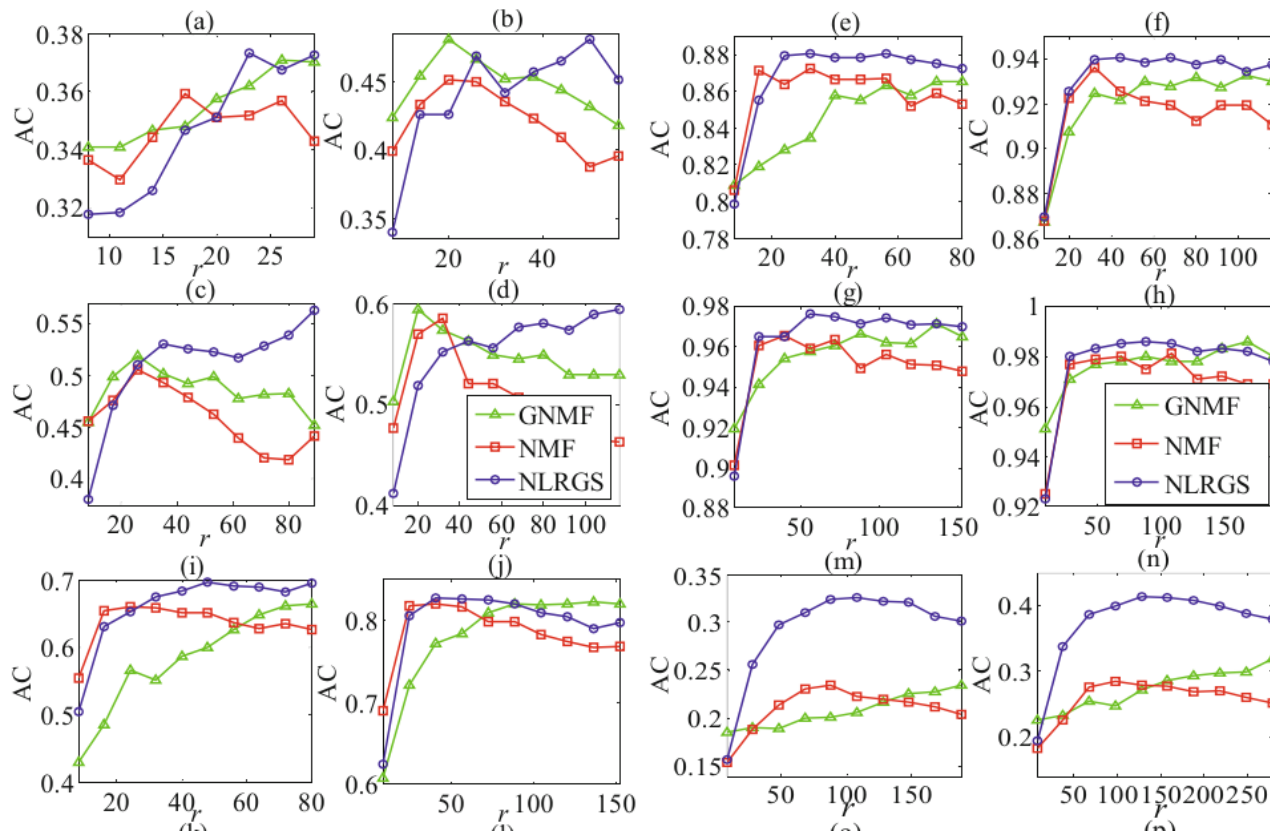 (a) (b) (e) (f)
0.38
0.36
0.34
0.32
AC
10 15 20 25
r
0.45
0.4
0.35
AC
20 40
r
0.88
0.86
0.84
0.82
0.8
0.78
AC
20 40 60 80
r
0.94
0.92
0.9
0.88
0.86
AC
20 40 60 80 100
r
(c) (d) (g) (h)
0.55
0.5
0.45
0.4
AC
20 40 60 80
r
0.6
0.5
0.4
AC
GNMF
NMF
NLRGS
20 40 60 80 100
r
0.98
0.96
0.94
0.92
0.9
0.88
AC
50 100 150
r
1
0.98
0.96
0.94
0.92
AC
GNMF
NMF
NLRGS
50 100 150
r
(i) (j) (m) (n)
0.7
0.6
0.5
0.4
AC
20 40 60 80
r
0.8
0.7
0.6
AC
50 100 150
r
0.35
0.3
0.25
0.2
0.15
AC
50 100 150
r
0.4
0.3
0.2
AC
50 100 150 200 250
r